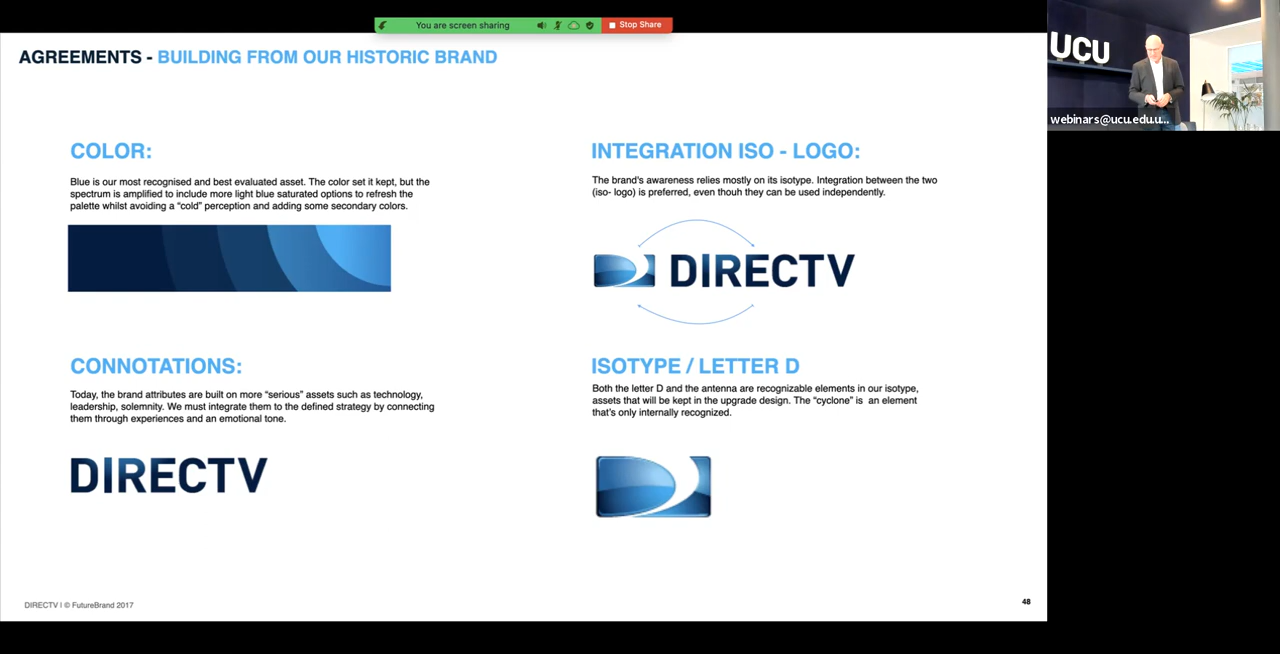 You are screen sharing
Stop Share
AGREEMENTS - BUILDING FROM OUR HISTORIC BRAND
UCU
webinars@ucu.edu.u...
COLOR:
Blue is our most recognised and best evaluated asset. The color set it kept, but the
spectrum is amplified to include more light blue saturated options to refresh the
palette whilst avoiding a “cold” perception and adding some secondary colors.
INTEGRATION ISO - LOGO:
The brand's awareness relies mostly on its isotype. Integration between the two
(iso- logo) is preferred, even thouh they can be used independently.
DIRECTV
CONNOTATIONS:
Today, the brand attributes are built on more “serious” assets such as technology,
leadership, solemnity. We must integrate them to the defined strategy by connecting
them through experiences and an emotional tone.
DIRECTV
ISOTYPE / LETTER D
Both the letter D and the antenna are recognizable elements in our isotype,
assets that will be kept in the upgrade design. The “cyclone” is  an element
that’s only internally recognized.
DIRECTV I © FutureBrand 2017
48